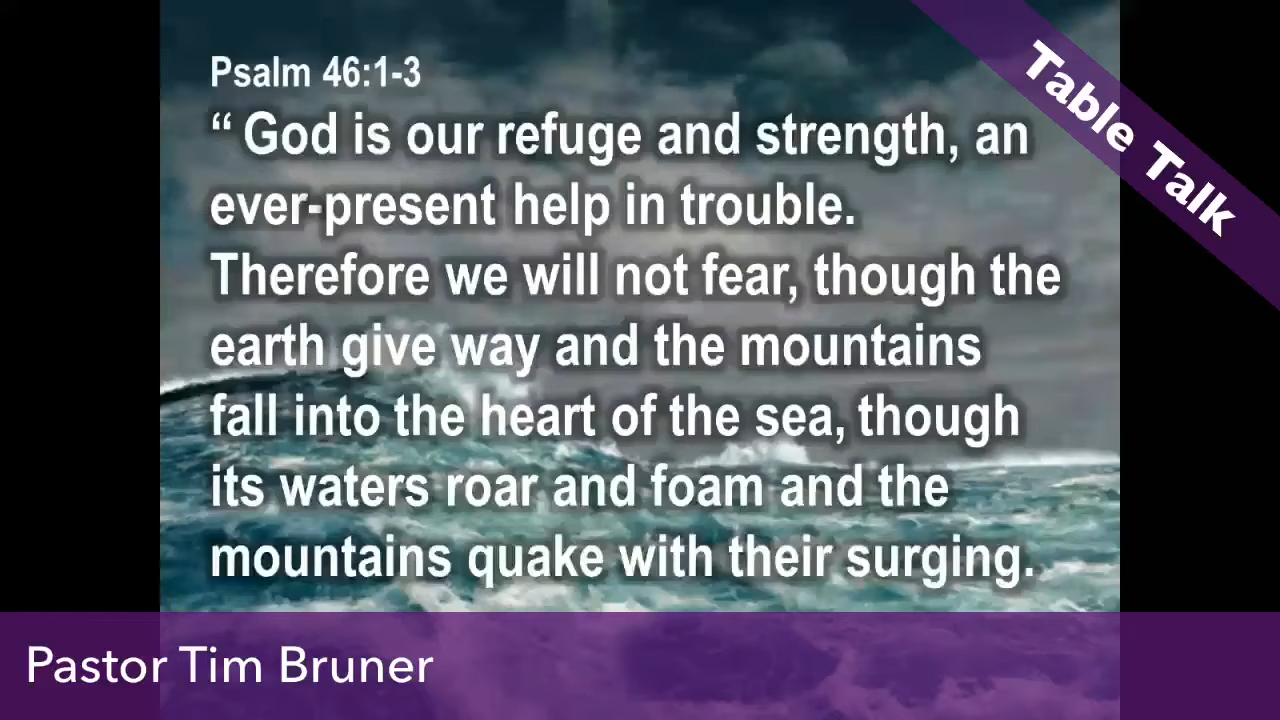 Table Talk
Psalm 46:1-3
“ God is our refuge and strength, an
ever-present help in trouble.
Therefore we will not fear, though the
earth give way and the mountains
fall into the heart of the sea, though
its waters roar and foam and the
mountains quake with their surging.
Pastor Tim Bruner